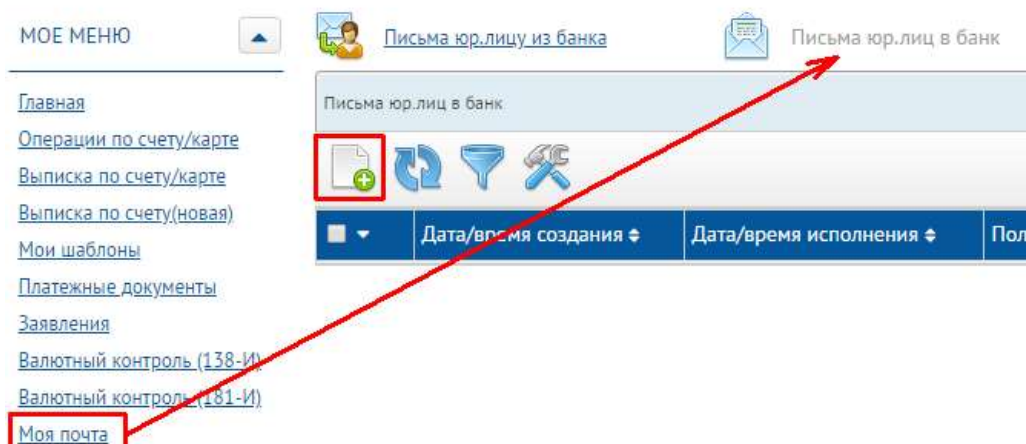 МОЕ МЕНЮ
Письма юр.лицу из банка
Письма юр.лиц в банк
Главная
Операции по счету/карте
Выписка по счету/карте
Выписка по счету(новая)
Мои шаблоны
Платежные документы
Заявления
Валютный контроль (138-И)
Валютный контроль (181-И)
Моя почта
Письма юр.лиц в банк
Дата/время создания
Дата/время исполнения
Пол